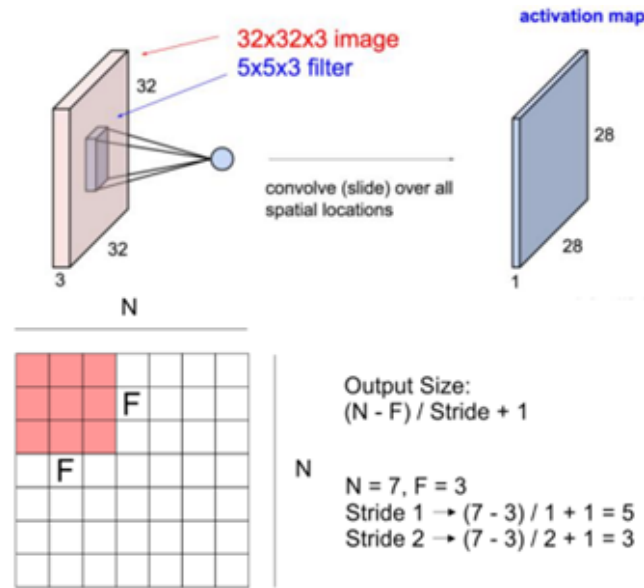 activation map
32x32x3 image
5x5x3 filter
32
28
convolve (slide) over all
spatial locations
32
28
3
1
N
F
F
N
Output Size:
(N - F) / Stride + 1
N = 7, F = 3
Stride 1 → (7 - 3) / 1 + 1 = 5
Stride 2 → (7 - 3) / 2 + 1 = 3